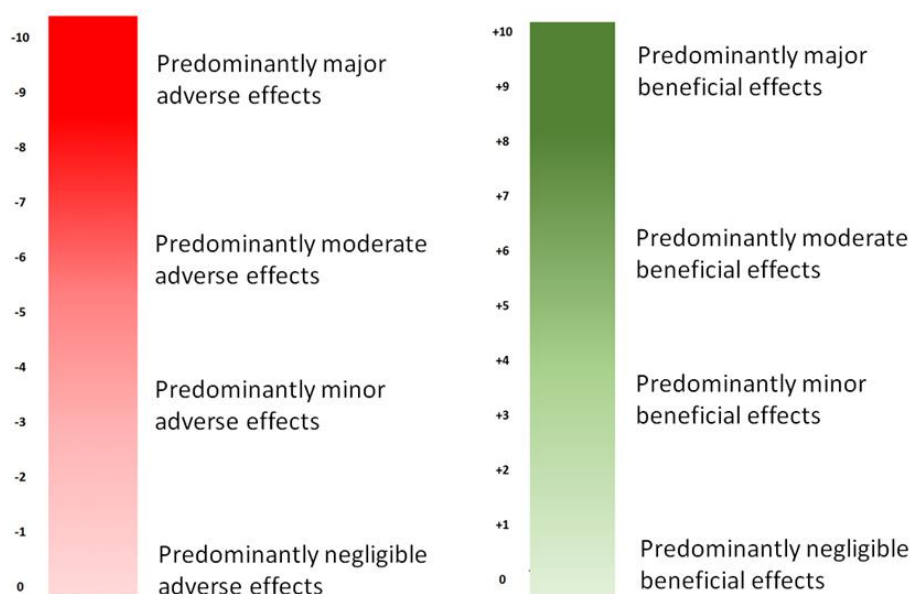 -10
Predominantly major
adverse effects
-9
-8
-7
-6
Predominantly moderate
adverse effects
-5
-4
Predominantly minor
adverse effects
-3
-2
-1
Predominantly negligible
adverse effects
0
+10
Predominantly major
beneficial effects
+9
+8
+7
+6
Predominantly moderate
beneficial effects
+5
+4
Predominantly minor
beneficial effects
+3
+2
+1
Predominantly negligible
beneficial effects
0